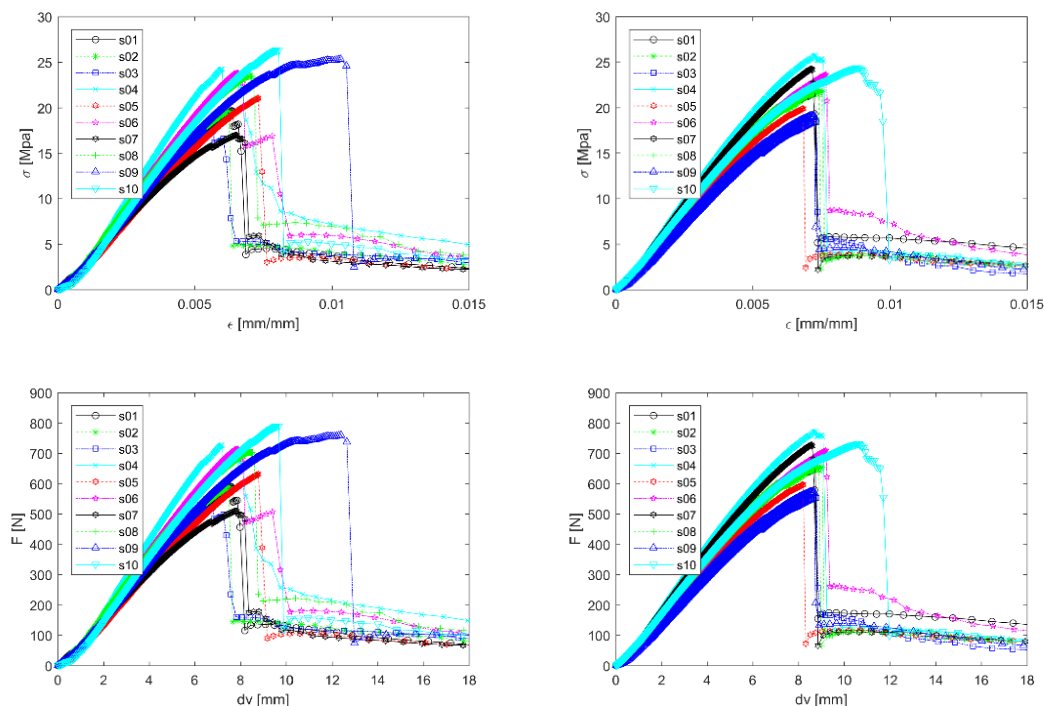 30
25
20
15
10
5
0
σ [Mpa]
s01
s02
s03
s04
s05
s06
s07
s08
s09
s10
0 0.005 0.01 0.015
ϵ [mm/mm]
30
25
20
15
10
5
0
σ [Mpa]
s01
s02
s03
s04
s05
s06
s07
s08
s09
s10
0 0.005 0.01 0.015
ϵ [mm/mm]
900
800
700
600
500
400
300
200
100
0
F [N]
s01
s02
s03
s04
s05
s06
s07
s08
s09
s10
0 2 4 6 8 10 12 14 16 18
dv [mm]
900
800
700
600
500
400
300
200
100
0
F [N]
s01
s02
s03
s04
s05
s06
s07
s08
s09
s10
0 2 4 6 8 10 12 14 16 18
dv [mm]